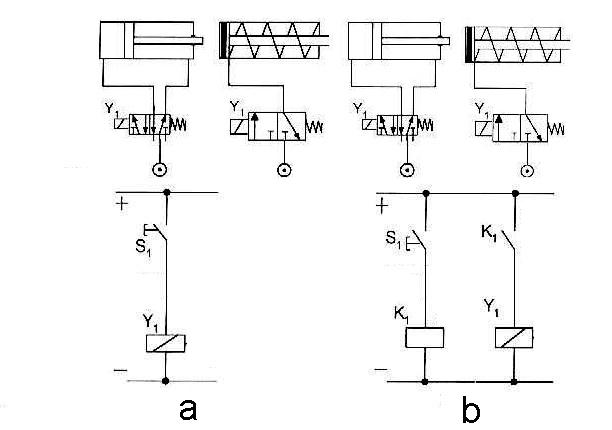 Y1 Y1 Y1 Y1
+ +
S1 S1 K1
Y1 K1 Y1
− −
a b